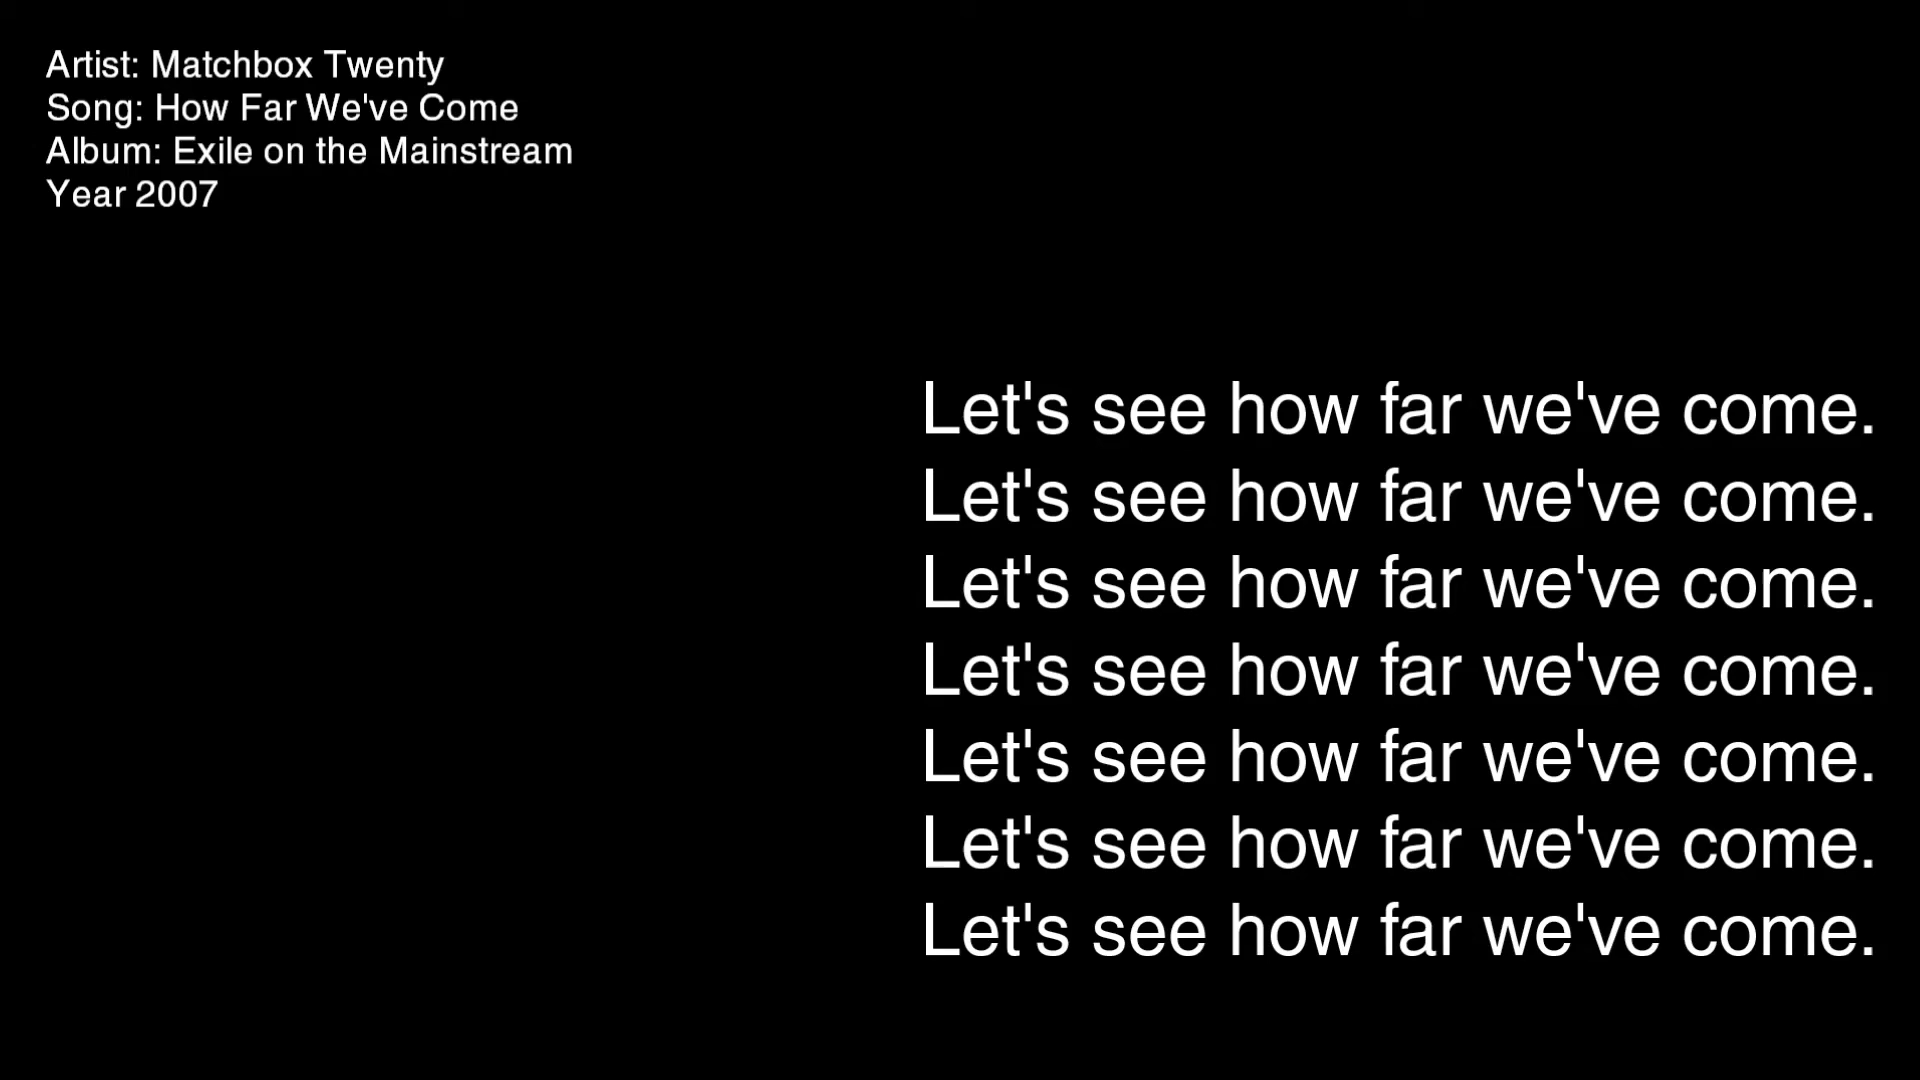 Artist: Matchbox Twenty
Song: How Far We've Come
Album: Exile on the Mainstream
Year 2007
Let's see how far we've come.
Let's see how far we've come.
Let's see how far we've come.
Let's see how far we've come.
Let's see how far we've come.
Let's see how far we've come.
Let's see how far we've come.